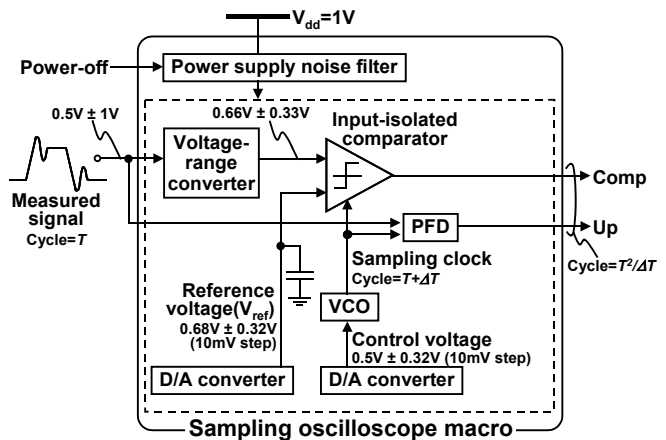 V_dd=1V
Power-off
Power supply noise filter
0.5V ± 1V
0.66V ± 0.33V
Input-isolated
comparator
Voltage-
range
converter
Measured
signal
Cycle=T
Comp
PFD
Up
Sampling clock
Cycle=T+ΔT
Cycle=T²/ΔT
Reference
voltage(V_ref)
0.68V ± 0.32V
(10mV step)
VCO
Control voltage
0.5V ± 0.32V (10mV step)
D/A converter
D/A converter
Sampling oscilloscope macro